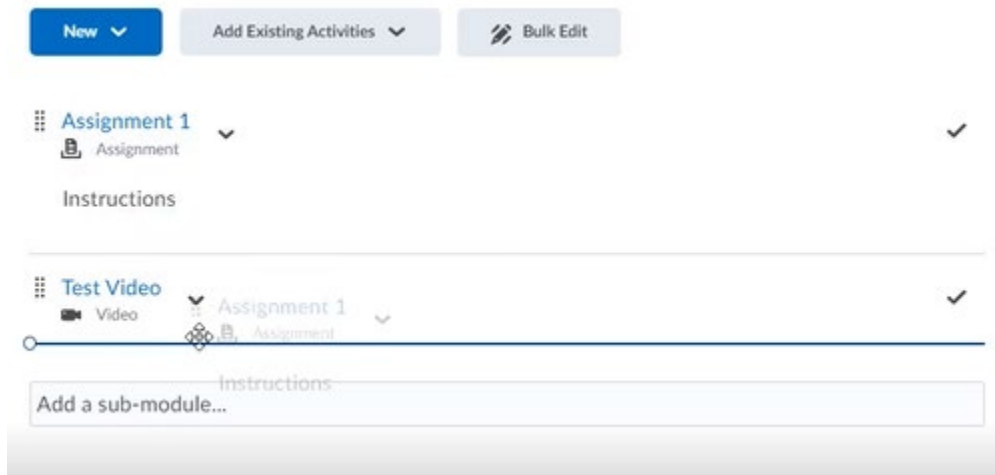 New
Add Existing Activities
Bulk Edit
Assignment 1
Assignment
Instructions
Test Video
Video
Assignment 1
Assignment
Instructions
Add a sub-module...